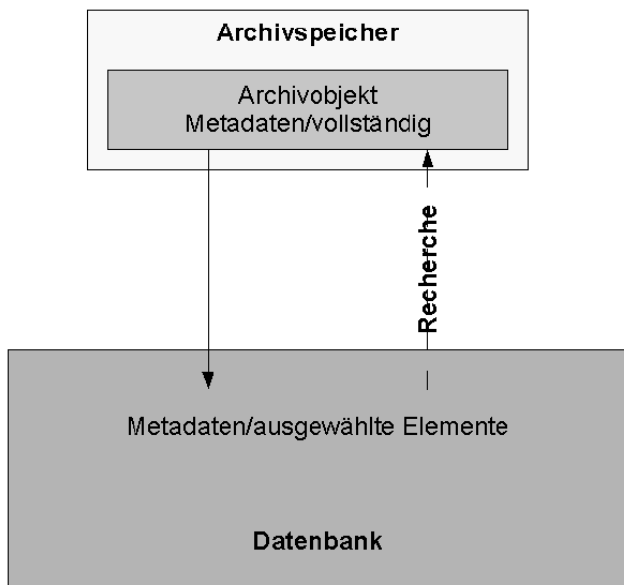 Archivspeicher
Archivobjekt
Metadaten/vollständig
Recherche
Metadaten/ausgewählte Elemente
Datenbank